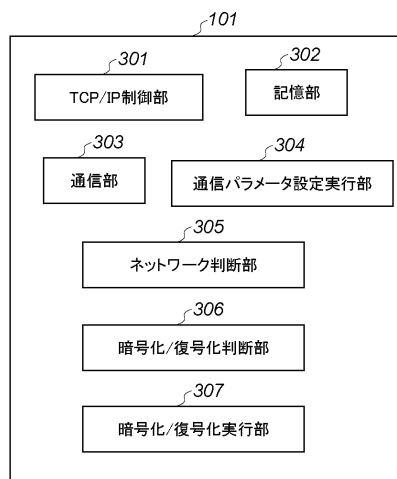 101
301
TCP/IP制御部
302
記憶部
303
通信部
304
通信パラメータ設定実行部
305
ネットワーク判断部
306
暗号化/復号化判断部
307
暗号化/復号化実行部